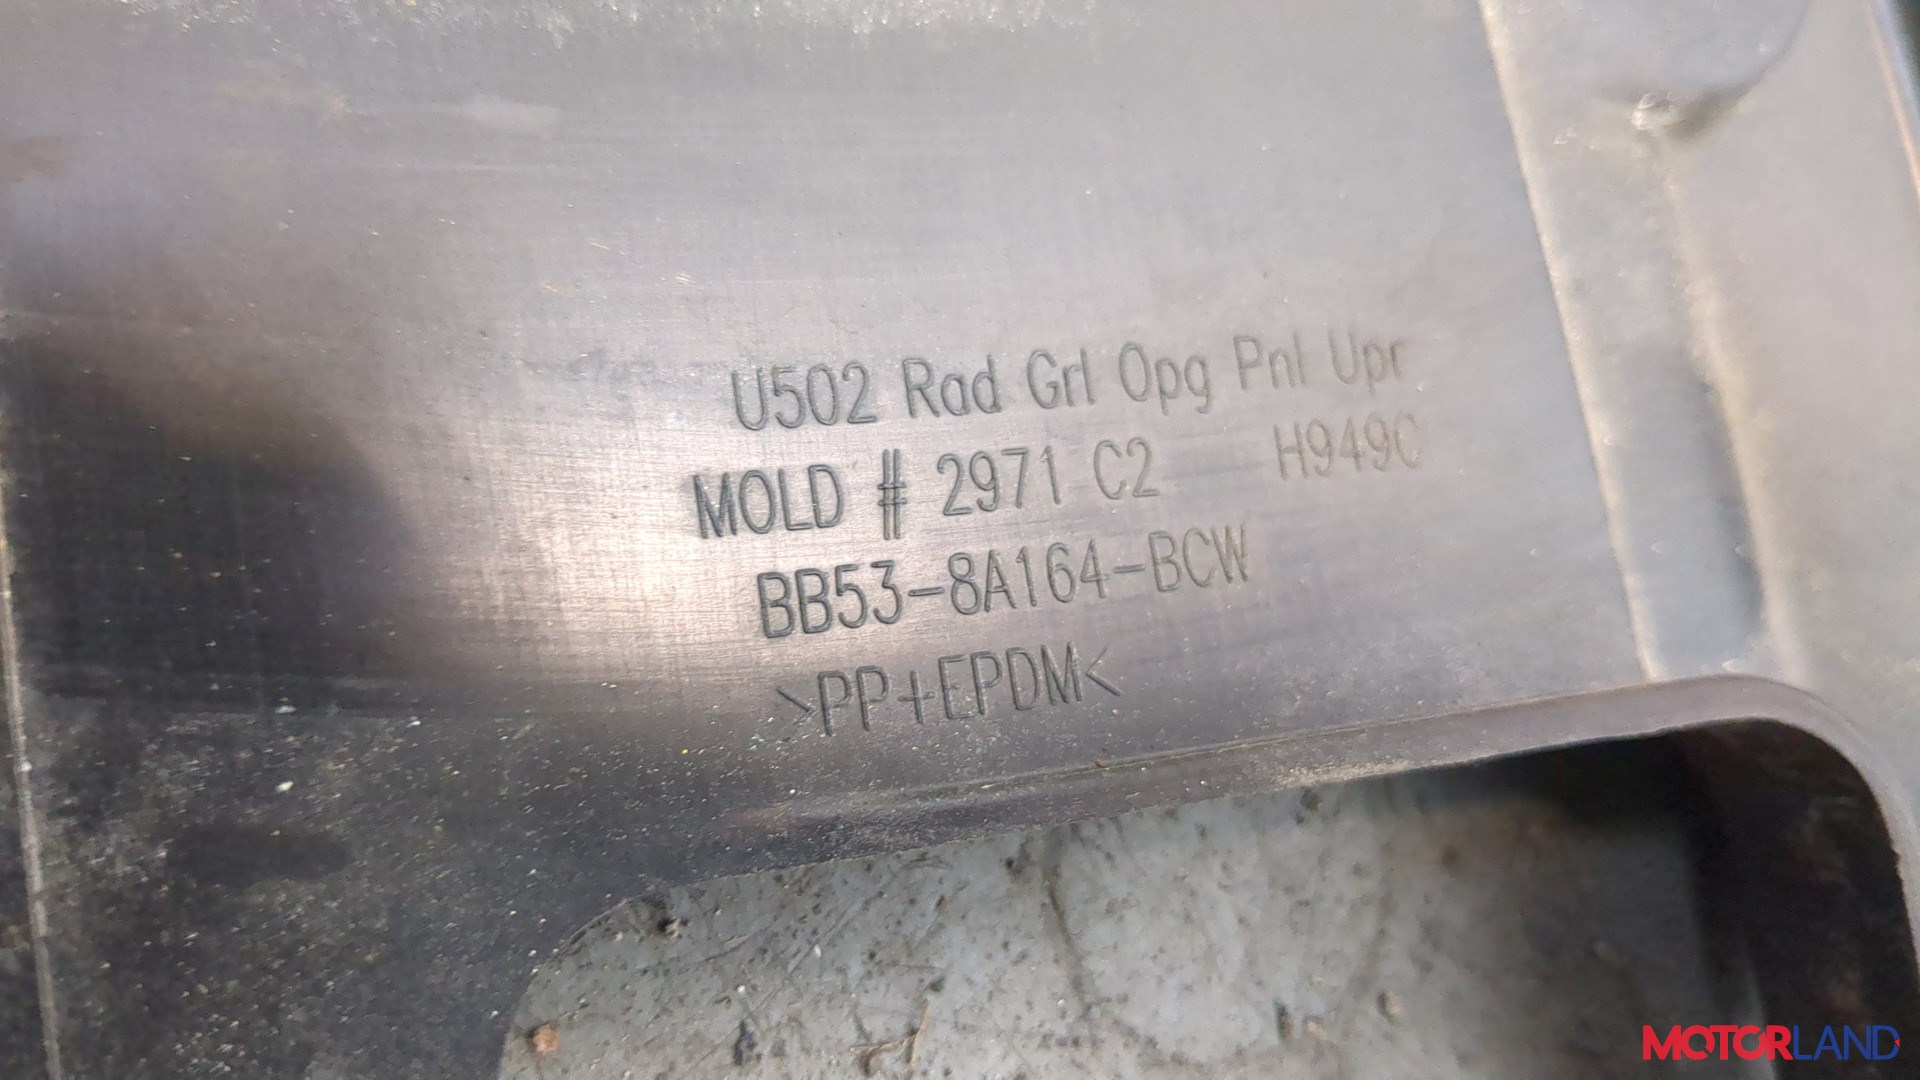 U502 Rad Grl Opg Pnl Upr
MOLD # 2971 C2 H949C
BB53-8A164-BCW
>PP+EPDM<
MOTORLAND